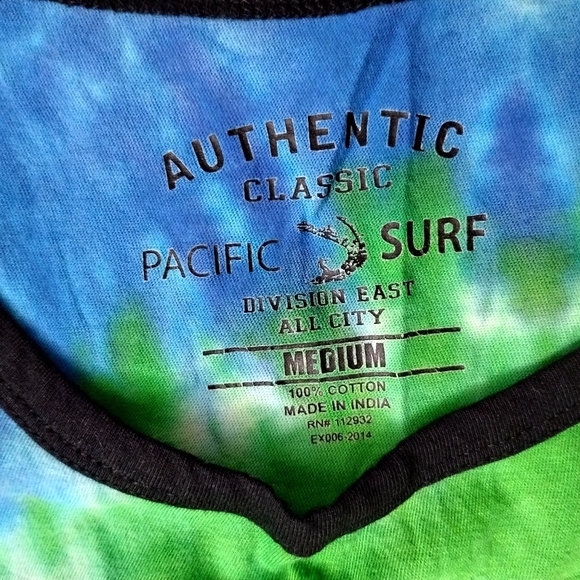 AUTHENTIC
CLASSIC
PACIFIC SURF
DIVISION EAST
ALL CITY
MEDIUM
100% COTTON
MADE IN INDIA
RN# 112932
EX006-2014